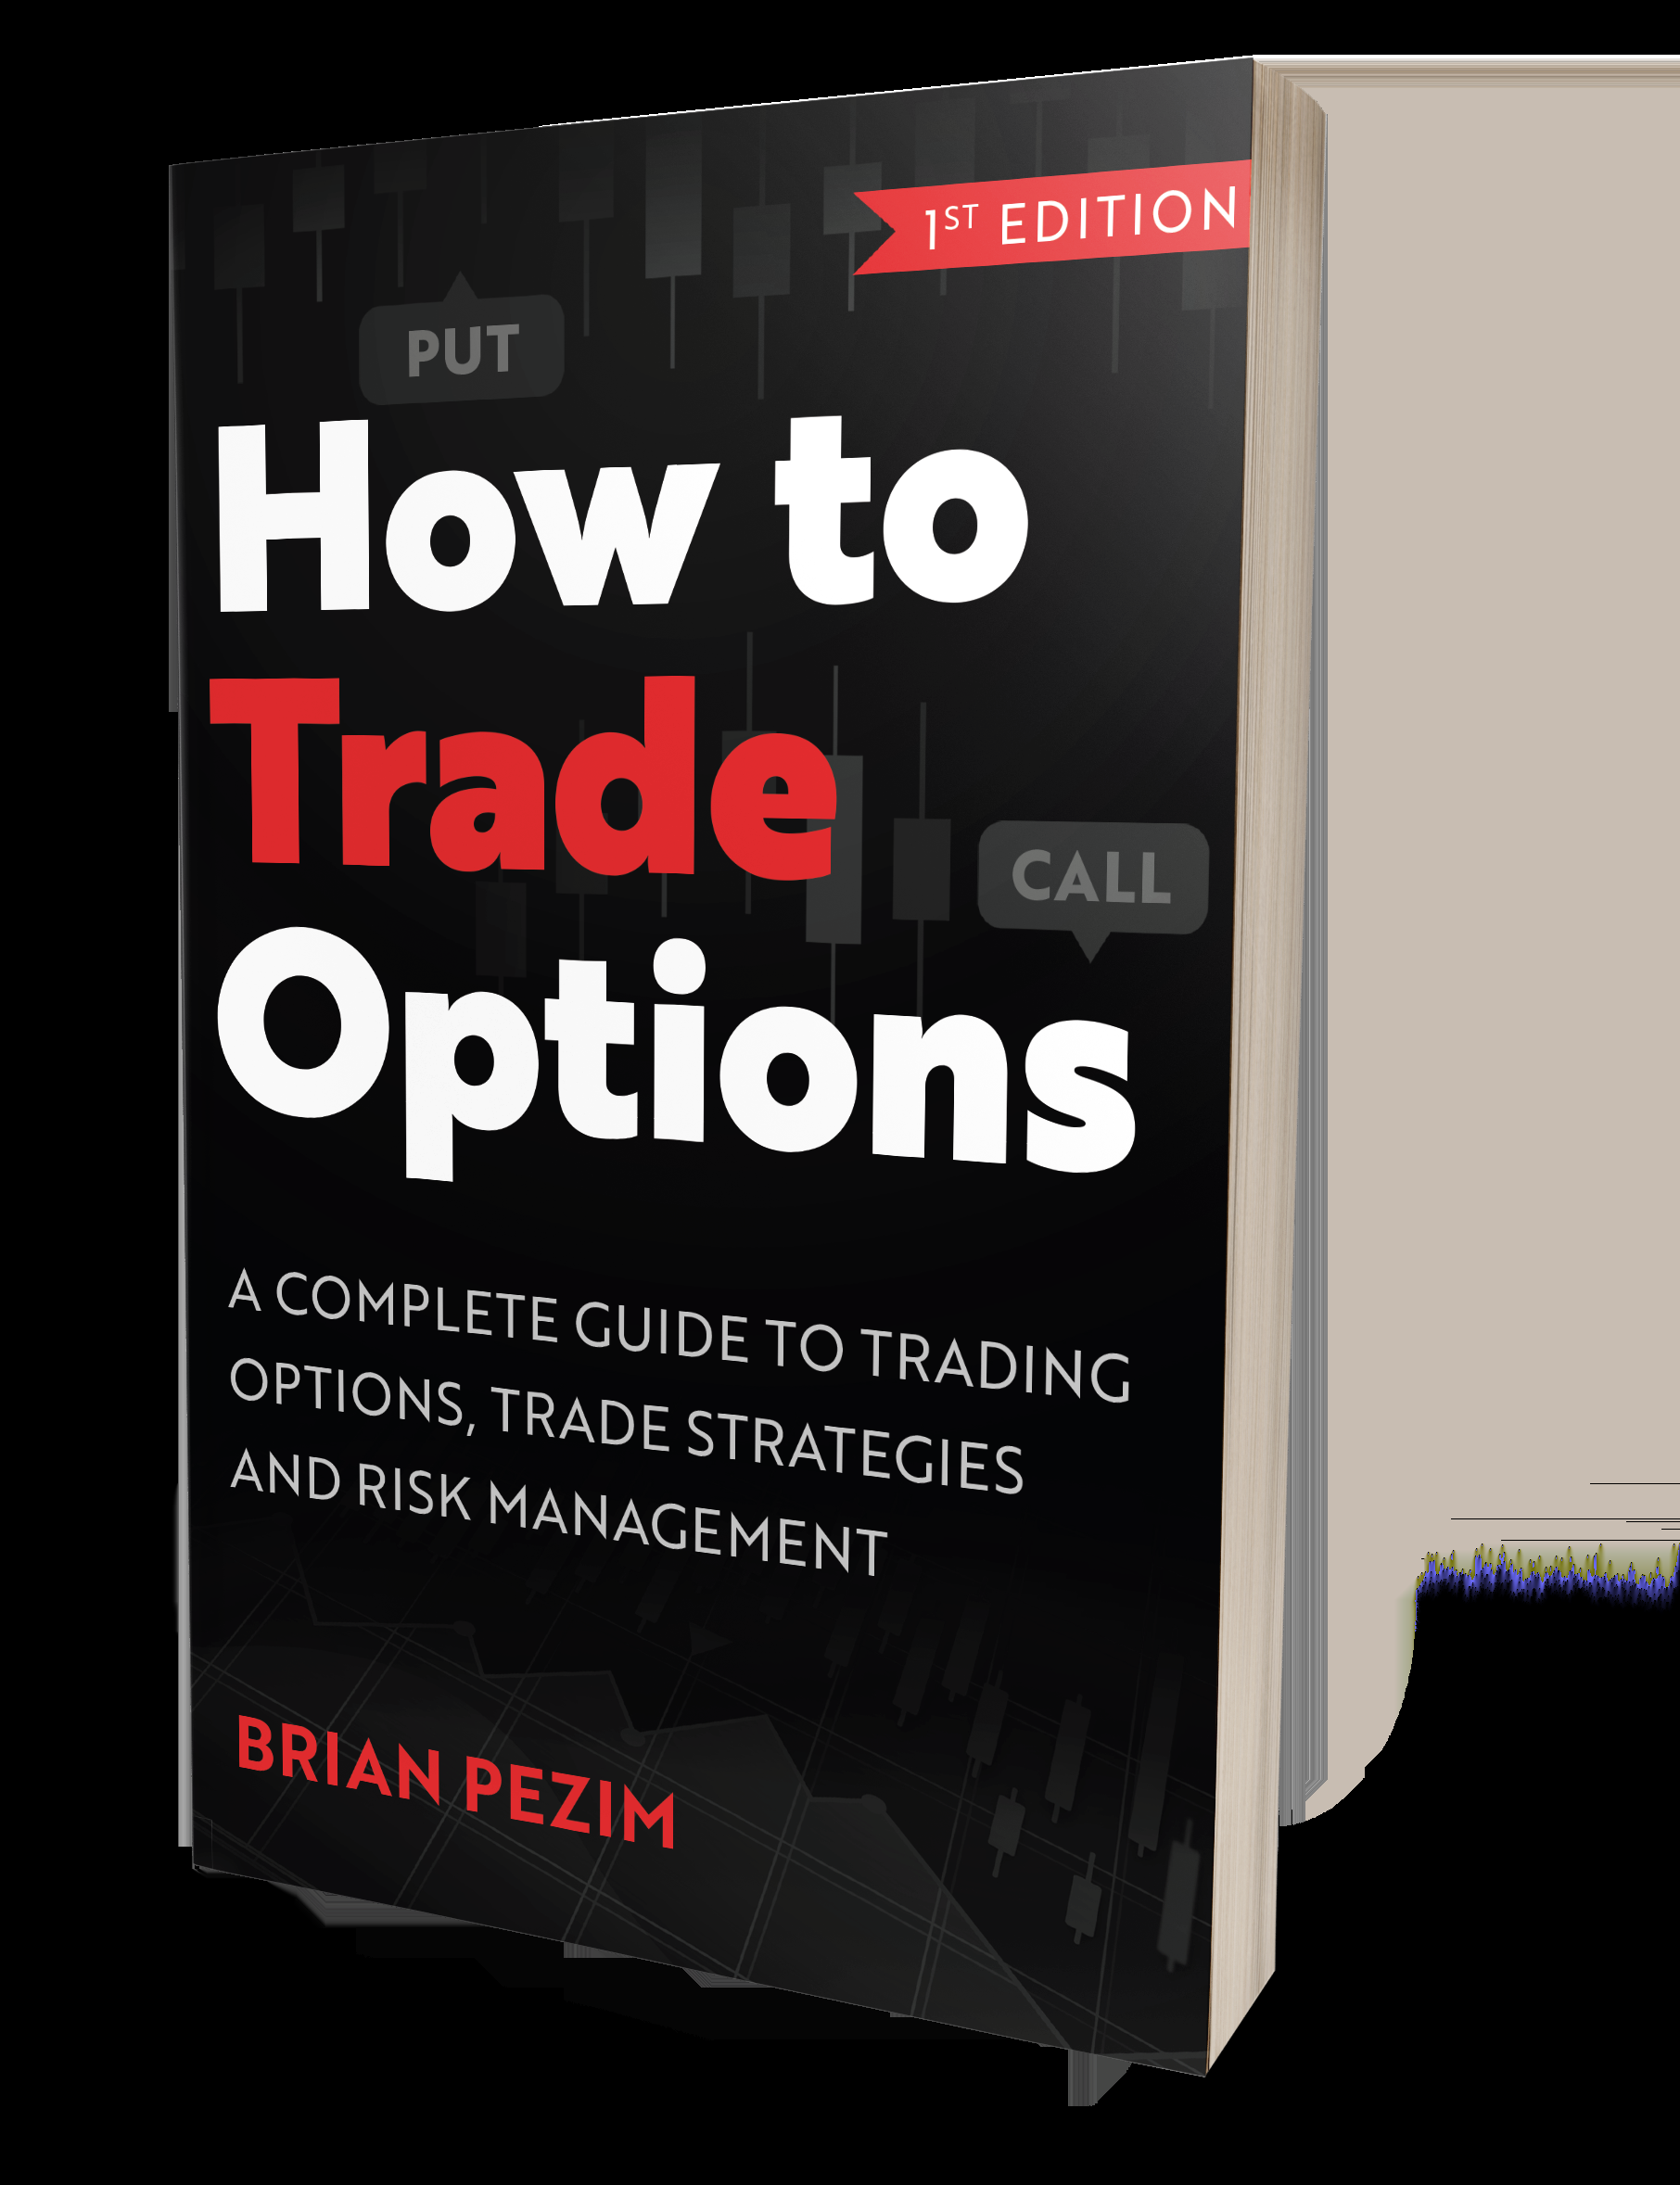 1ST EDITION
PUT
How to
Trade
CALL
Options
A COMPLETE GUIDE TO TRADING
OPTIONS, TRADE STRATEGIES
AND RISK MANAGEMENT
BRIAN PEZIM